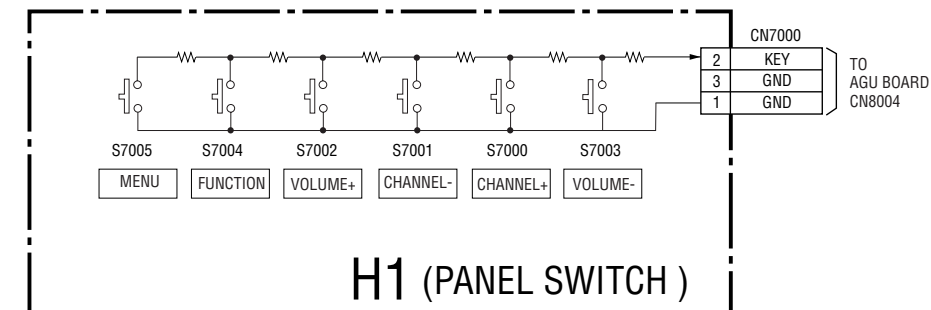 CN7000
2 KEY
3 GND
1 GND
TO
AGU BOARD
CN8004
S7005 S7004 S7002 S7001 S7000 S7003
MENU FUNCTION VOLUME+ CHANNEL- CHANNEL+ VOLUME-
H1 (PANEL SWITCH )